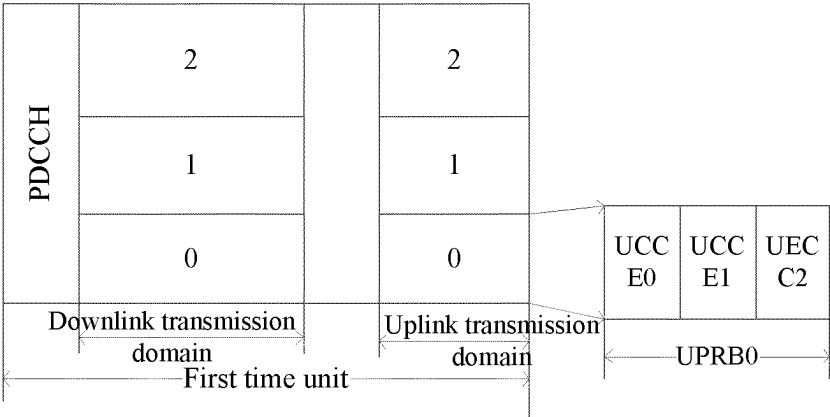 PDCCH
2
2
1
1
0
0
UCC
E0
UCC
E1
UEC
C2
Downlink transmission
domain
Uplink transmission
domain
UPRB0
First time unit